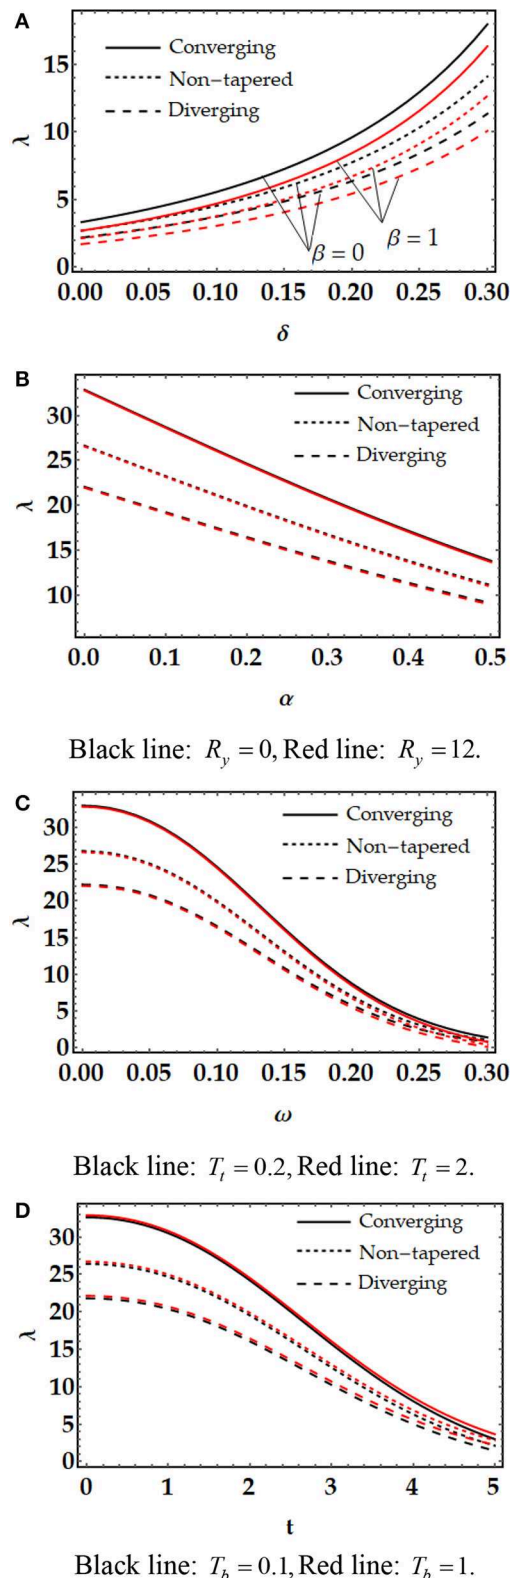 A
Converging
Non-tapered
Diverging
15
10
5
0
λ
β = 0
β = 1
0.00 0.05 0.10 0.15 0.20 0.25 0.30
δ
B
Converging
Non-tapered
Diverging
30
25
20
15
10
λ
0.0 0.1 0.2 0.3 0.4 0.5
α
Black line: R_y = 0, Red line: R_y = 12.
C
Converging
Non-tapered
Diverging
30
25
20
15
10
5
0
λ
0.00 0.05 0.10 0.15 0.20 0.25 0.30
ω
Black line: T_t = 0.2, Red line: T_t = 2.
D
Converging
Non-tapered
Diverging
30
25
20
15
10
5
0
λ
0 1 2 3 4 5
t
Black line: T_b = 0.1, Red line: T_b = 1.